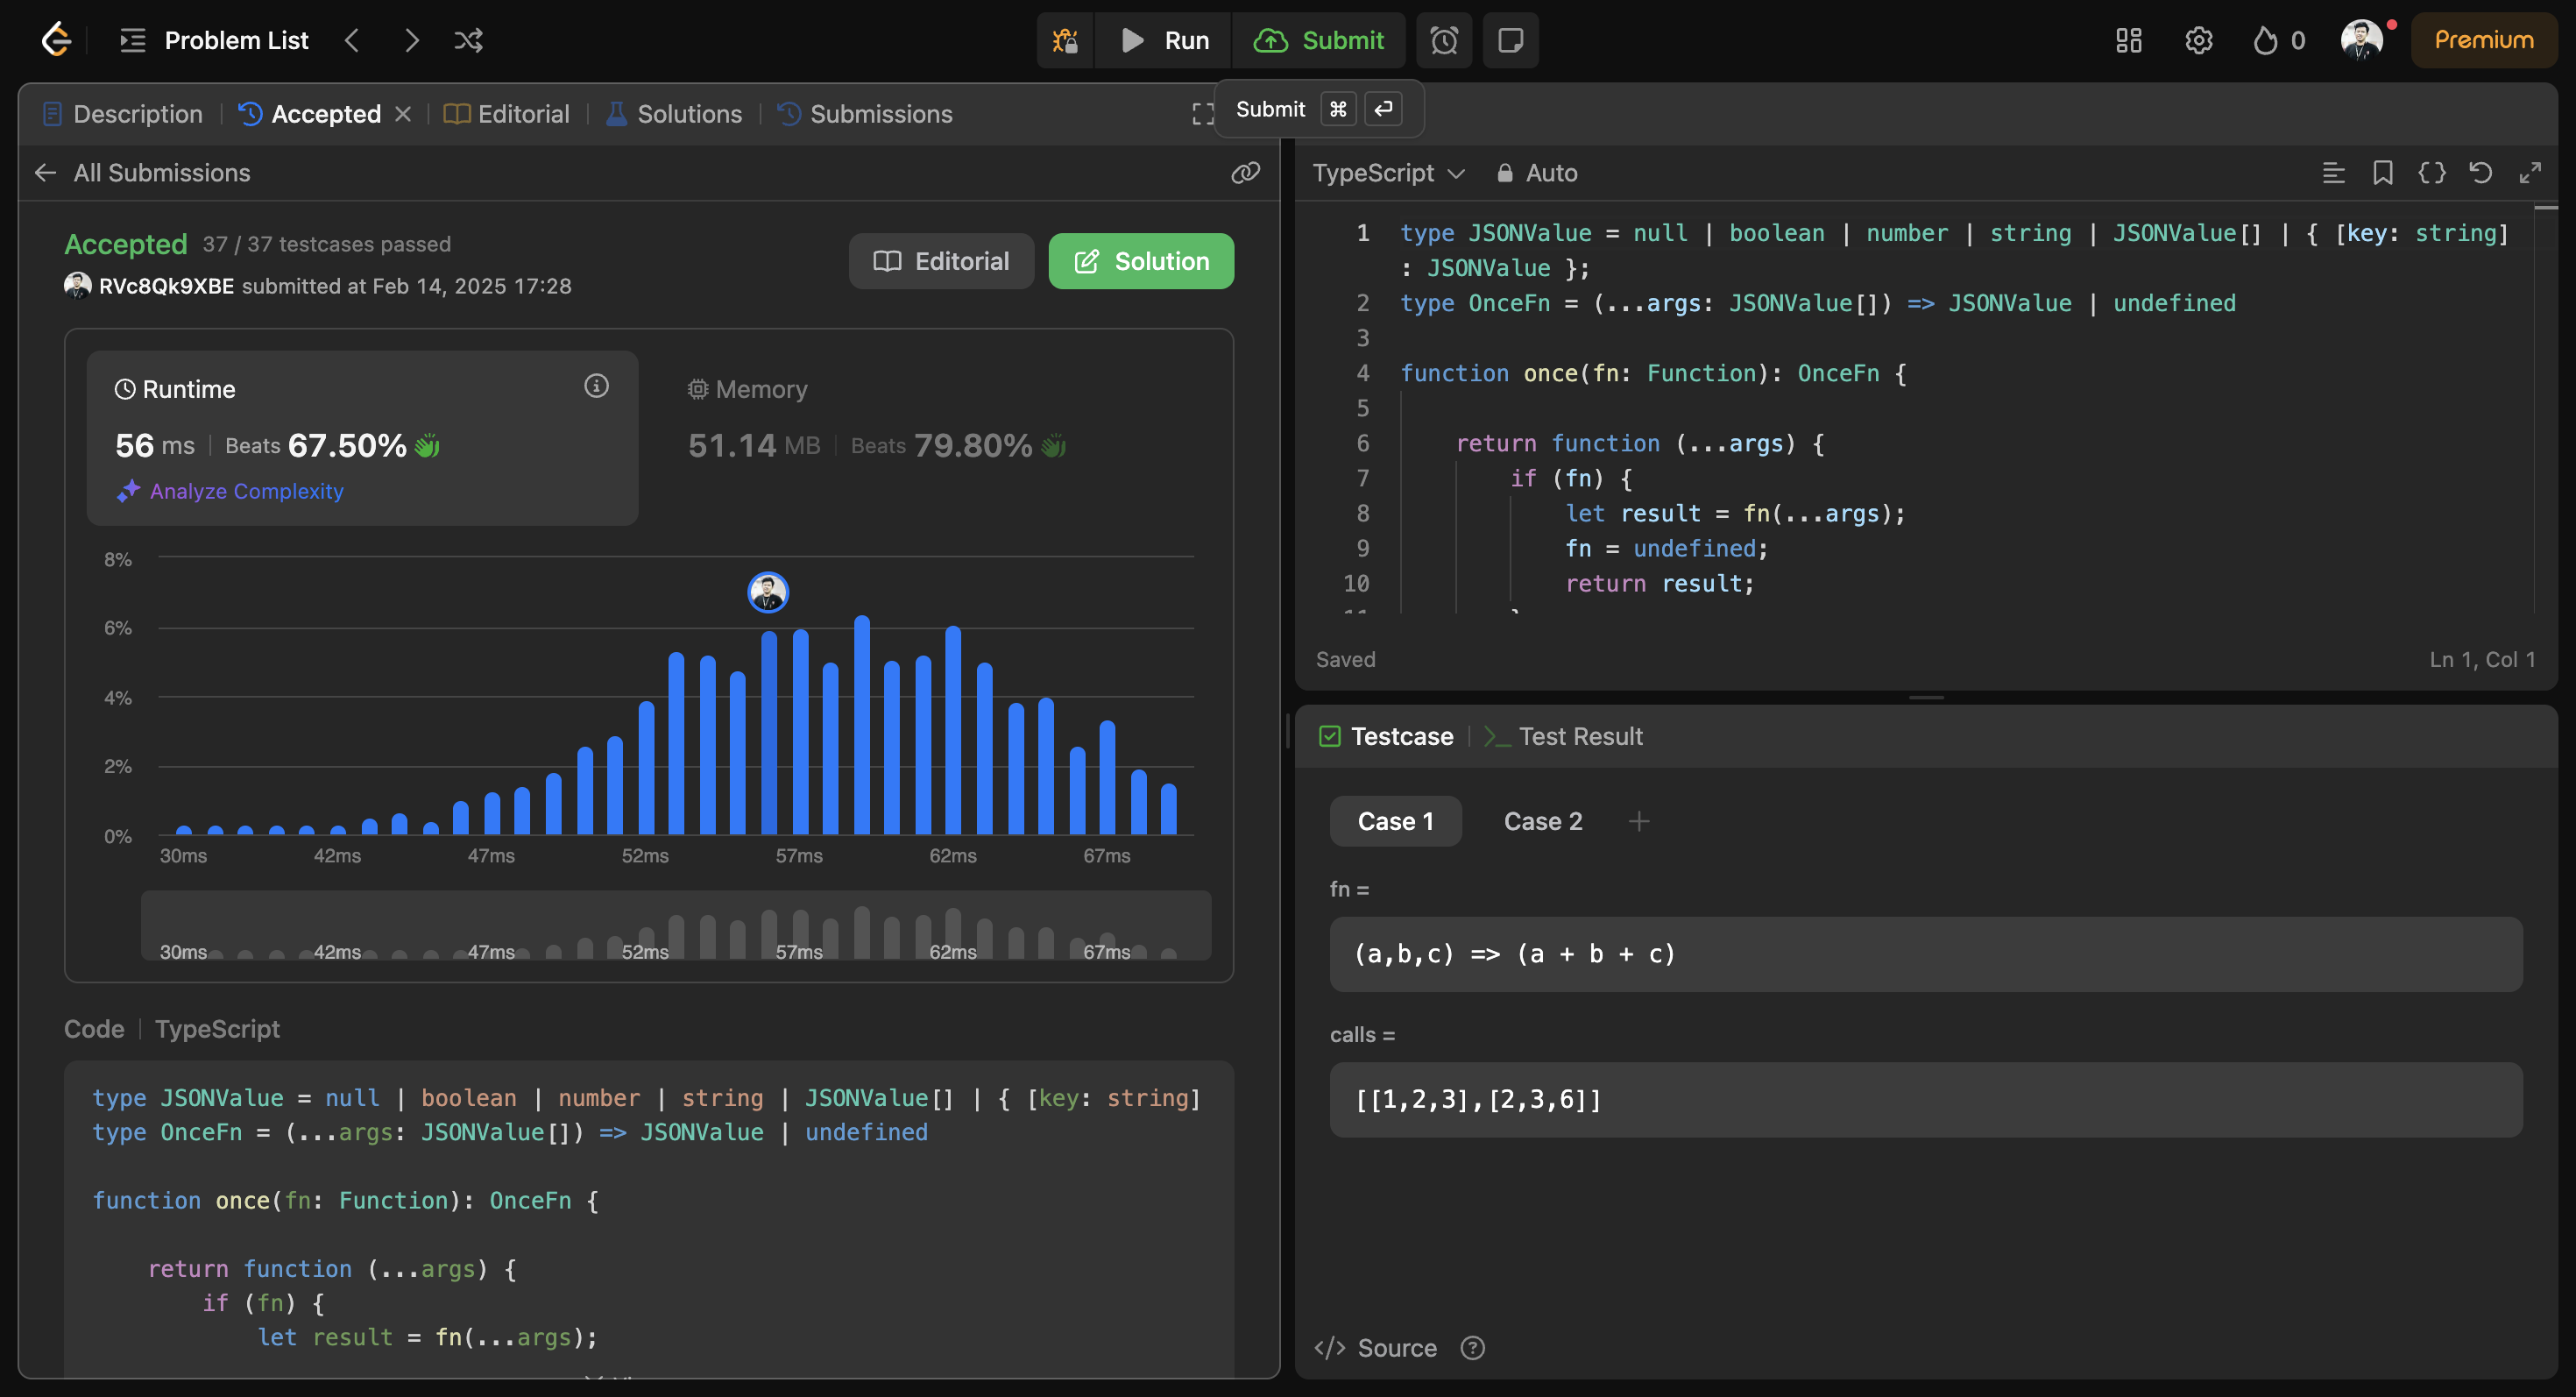 Problem List
Run
Submit
0
Premium
Description
Accepted
Editorial
Solutions
Submissions
Submit ⌘ ↵
All Submissions
Accepted 37 / 37 testcases passed
RVc8Qk9XBE submitted at Feb 14, 2025 17:28
Editorial
Solution
Runtime
56 ms Beats 67.50%
Analyze Complexity
Memory
51.14 MB Beats 79.80%
8%
6%
4%
2%
0%
30ms 42ms 47ms 52ms 57ms 62ms 67ms
30ms 42ms 47ms 52ms 57ms 62ms 67ms
Code TypeScript
type JSONValue = null | boolean | number | string | JSONValue[] | { [key: string]
type OnceFn = (...args: JSONValue[]) => JSONValue | undefined
function once(fn: Function): OnceFn {
return function (...args) {
if (fn) {
let result = fn(...args);
TypeScript Auto
1 type JSONValue = null | boolean | number | string | JSONValue[] | { [key: string]
: JSONValue };
2 type OnceFn = (...args: JSONValue[]) => JSONValue | undefined
3
4 function once(fn: Function): OnceFn {
5
6 return function (...args) {
7 if (fn) {
8 let result = fn(...args);
9 fn = undefined;
10 return result;
Saved
Ln 1, Col 1
Testcase
Test Result
Case 1
Case 2
+
fn =
(a,b,c) => (a + b + c)
calls =
[[1,2,3],[2,3,6]]
</> Source